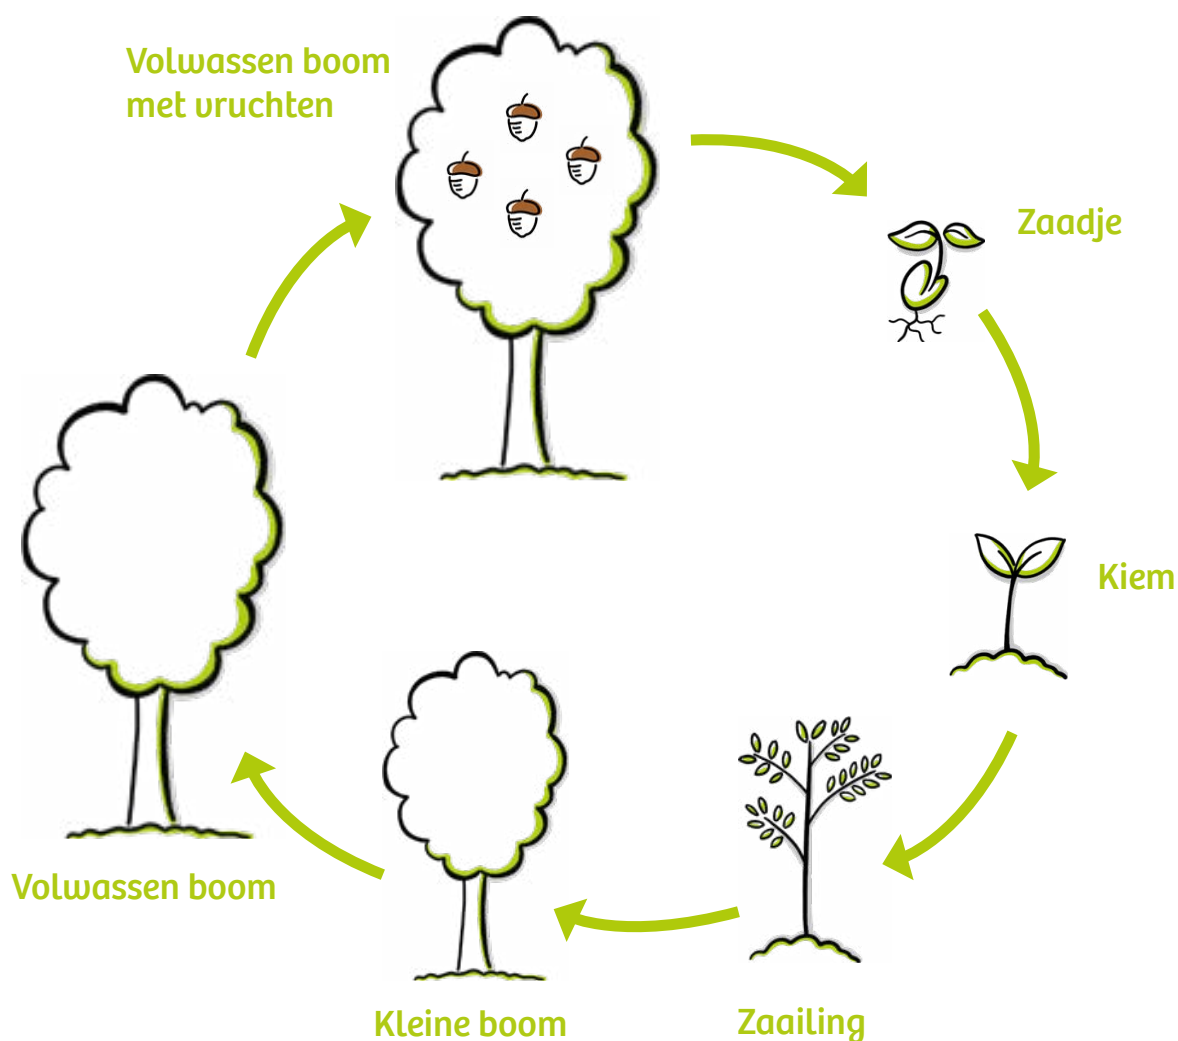 Volwassen boom
met vruchten
Zaadje
Kiem
Zaailing
Kleine boom
Volwassen boom